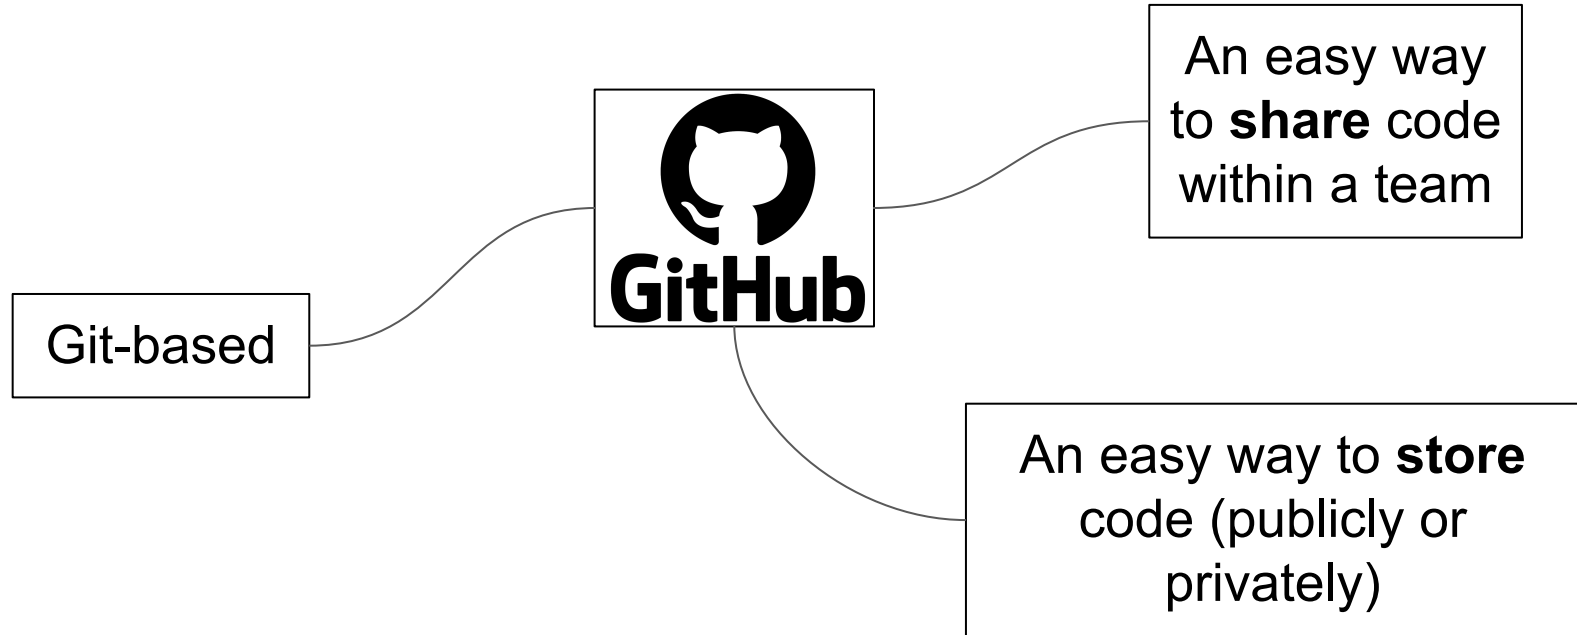 An easy way
to share code
within a team
GitHub
Git-based
An easy way to store
code (publicly or
privately)